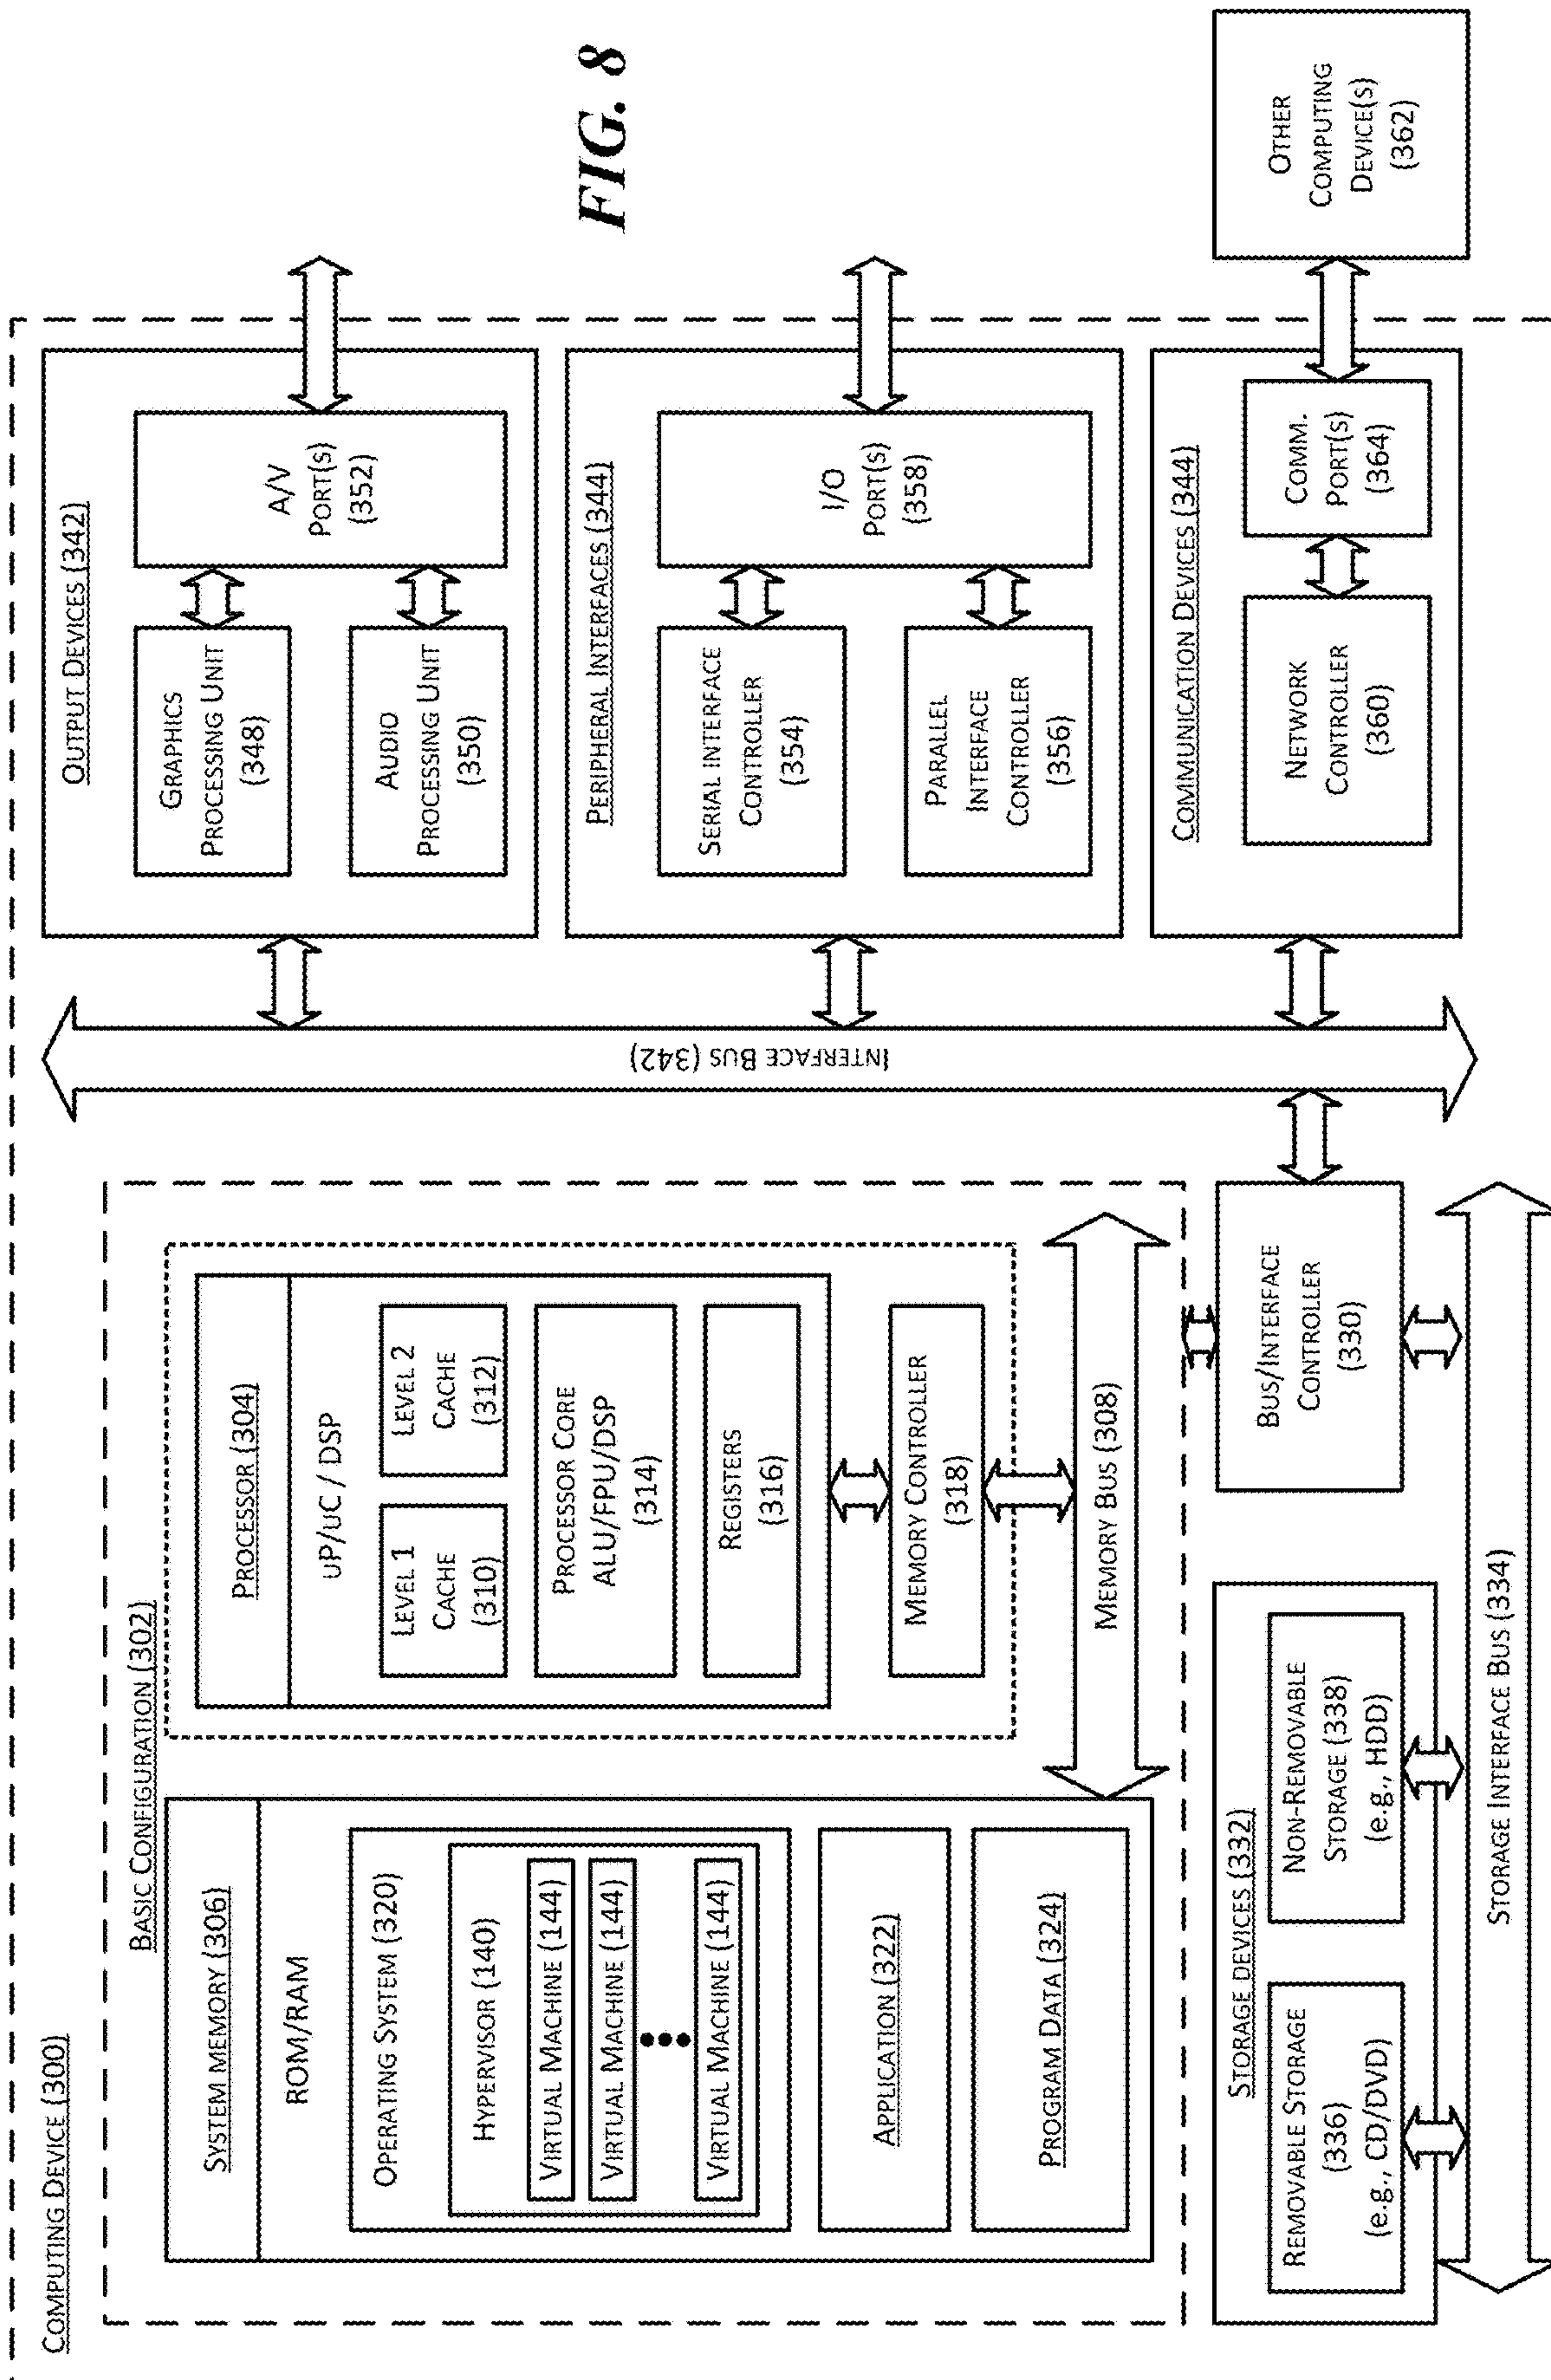 COMPUTING DEVICE (300)
BASIC CONFIGURATION (302)
SYSTEM MEMORY (306)
ROM/RAM
OPERATING SYSTEM (320)
HYPERVISOR (140)
VIRTUAL MACHINE (144)
VIRTUAL MACHINE (144)
VIRTUAL MACHINE (144)
APPLICATION (322)
PROGRAM DATA (324)
PROCESSOR (304)
uP/uC / DSP
LEVEL 1
CACHE
(310)
LEVEL 2
CACHE
(312)
PROCESSOR CORE
ALU/FPU/DSP
(314)
REGISTERS
(316)
MEMORY CONTROLLER
(318)
MEMORY BUS (308)
STORAGE DEVICES (332)
REMOVABLE STORAGE
(336)
(e.g., CD/DVD)
NON-REMOVABLE
STORAGE (338)
(e.g., HDD)
STORAGE INTERFACE BUS (334)
BUS/INTERFACE
CONTROLLER
(330)
INTERFACE BUS (342)
OUTPUT DEVICES (342)
GRAPHICS
PROCESSING UNIT
(348)
AUDIO
PROCESSING UNIT
(350)
A/V
PORT(S)
(352)
PERIPHERAL INTERFACES (344)
SERIAL INTERFACE
CONTROLLER
(354)
PARALLEL
INTERFACE
CONTROLLER
(356)
I/O
PORT(S)
(358)
COMMUNICATION DEVICES (344)
NETWORK
CONTROLLER
(360)
COMM.
PORT(S)
(364)
OTHER
COMPUTING
DEVICE(S)
(362)
FIG. 8